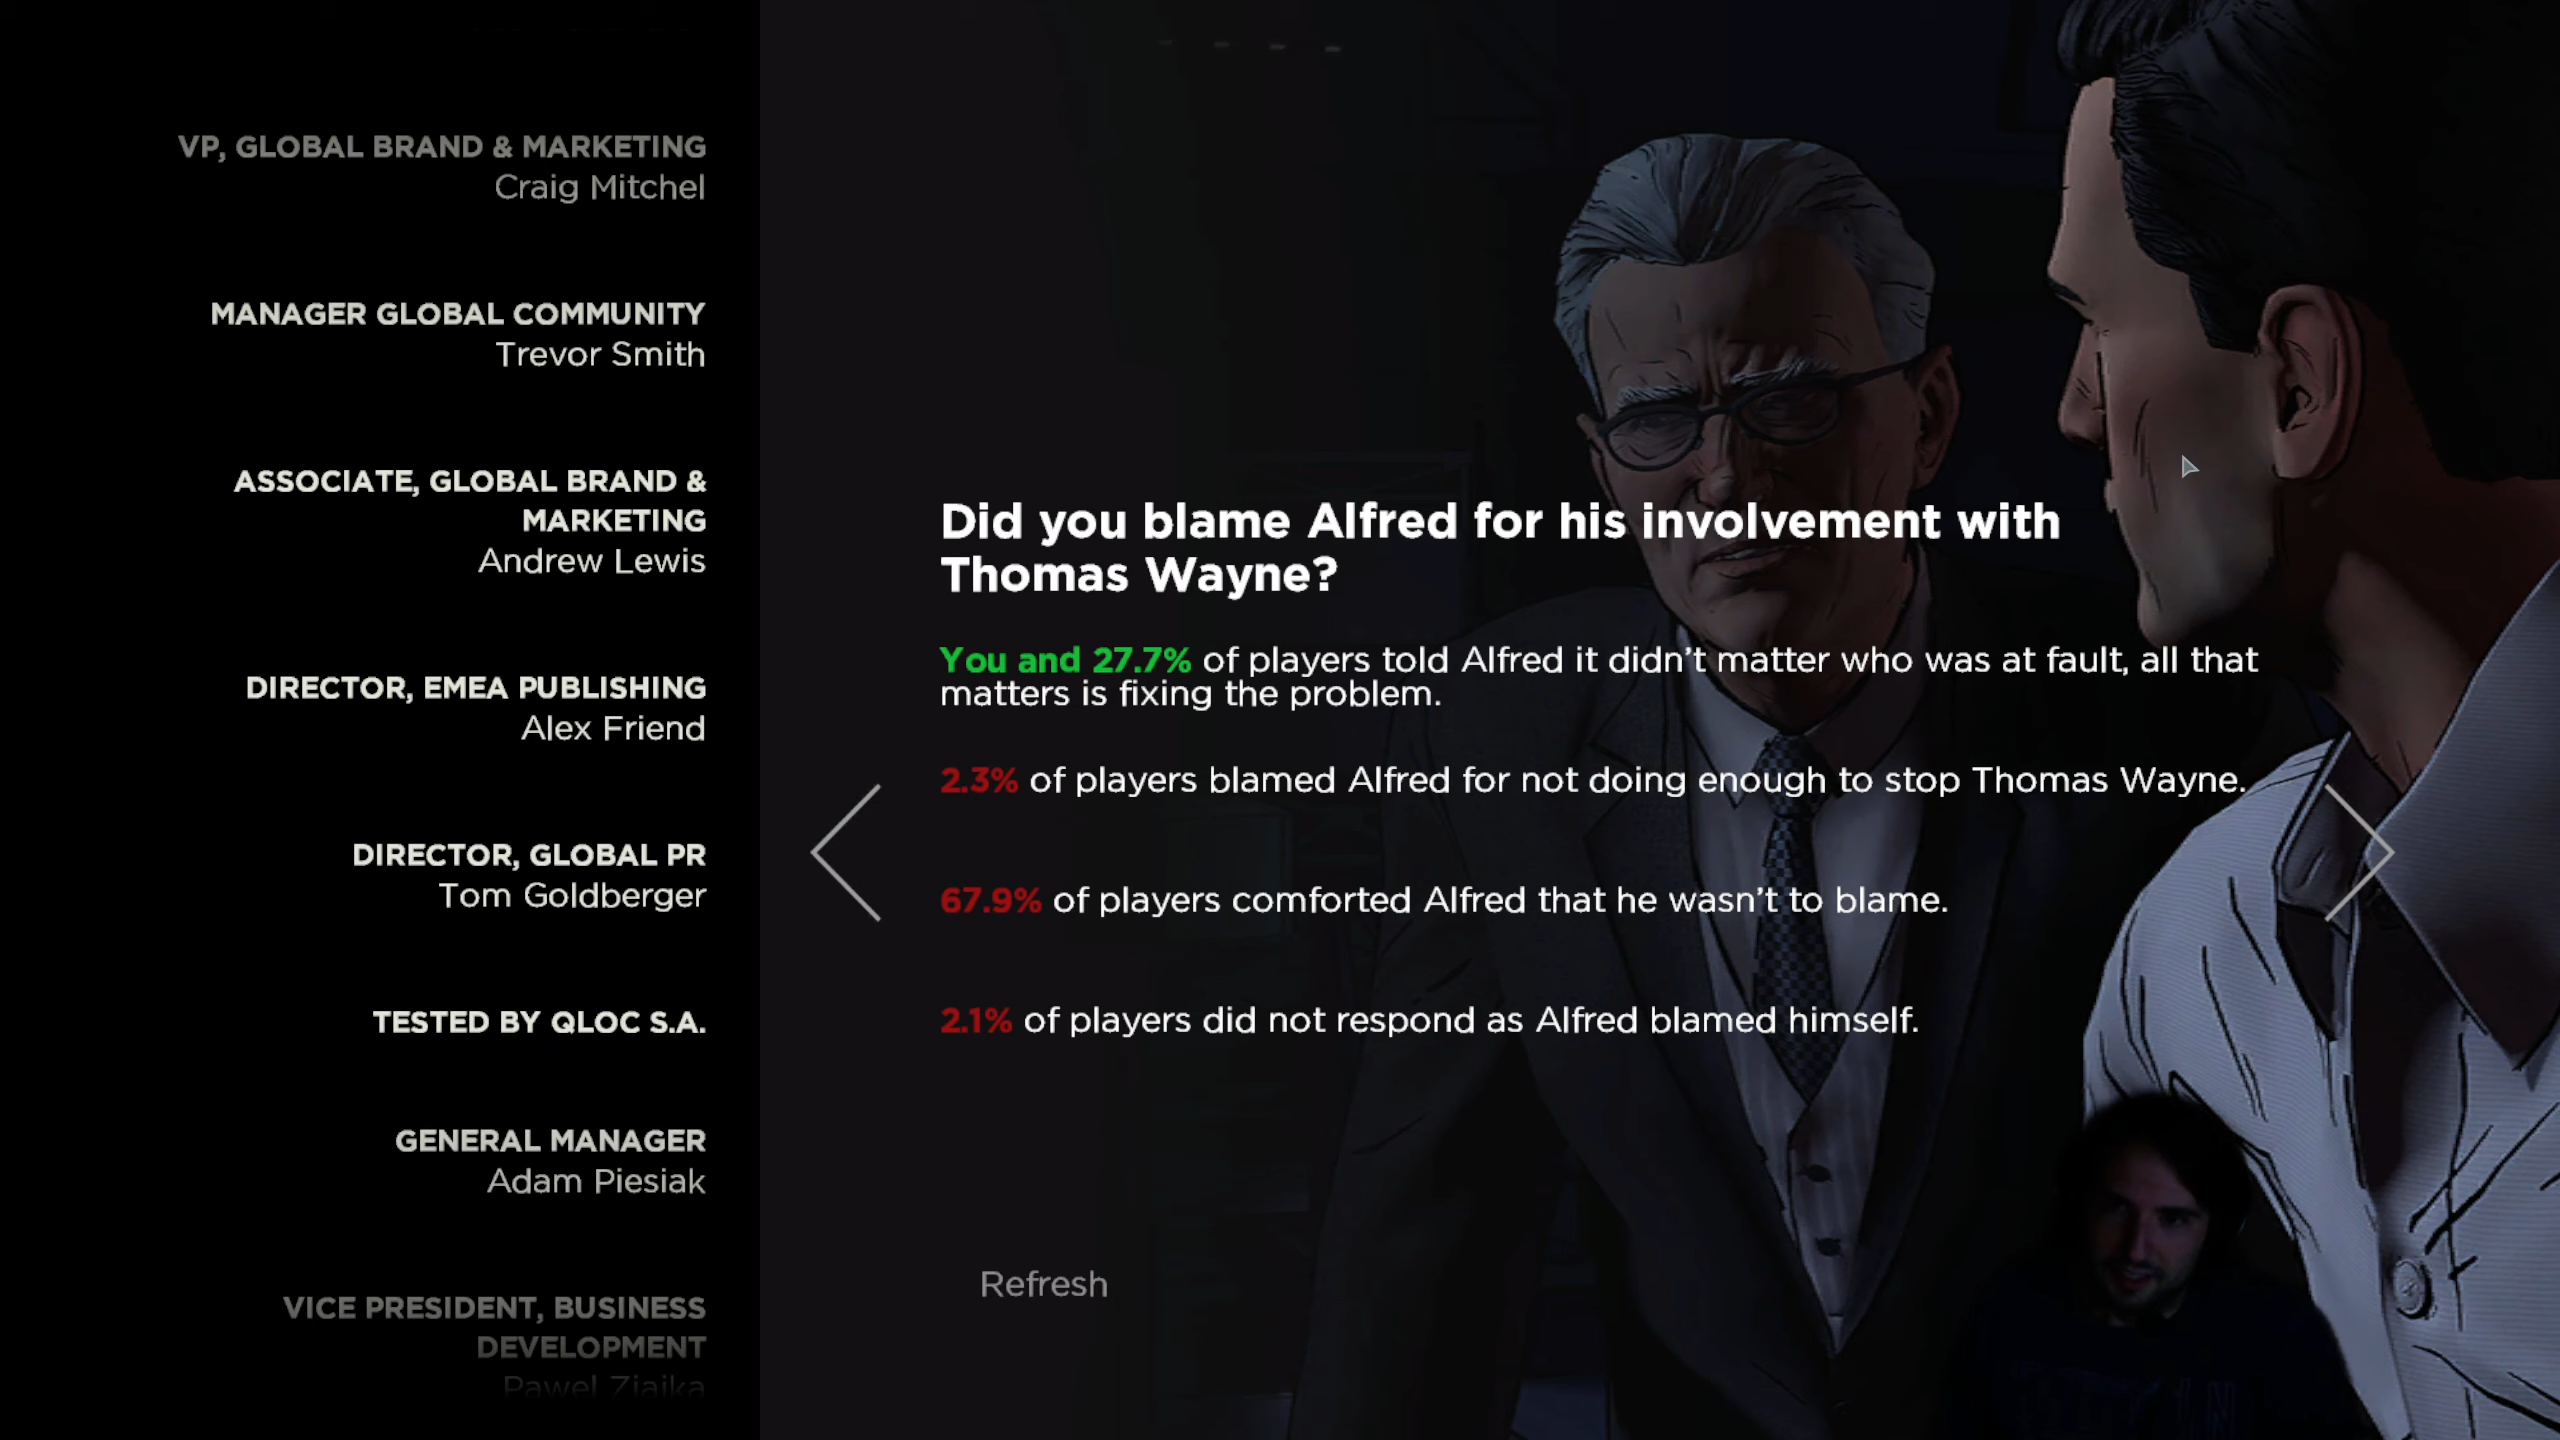 VP, GLOBAL BRAND & MARKETING
Craig Mitchel
MANAGER GLOBAL COMMUNITY
Trevor Smith
ASSOCIATE, GLOBAL BRAND &
MARKETING
Andrew Lewis
DIRECTOR, EMEA PUBLISHING
Alex Friend
DIRECTOR, GLOBAL PR
Tom Goldberger
TESTED BY QLOC S.A.
GENERAL MANAGER
Adam Piesiak
VICE PRESIDENT, BUSINESS
DEVELOPMENT
Pawel Ziajka
Did you blame Alfred for his involvement with
Thomas Wayne?
You and 27.7% of players told Alfred it didn't matter who was at fault, all that
matters is fixing the problem.
2.3% of players blamed Alfred for not doing enough to stop Thomas Wayne.
67.9% of players comforted Alfred that he wasn't to blame.
2.1% of players did not respond as Alfred blamed himself.
Refresh